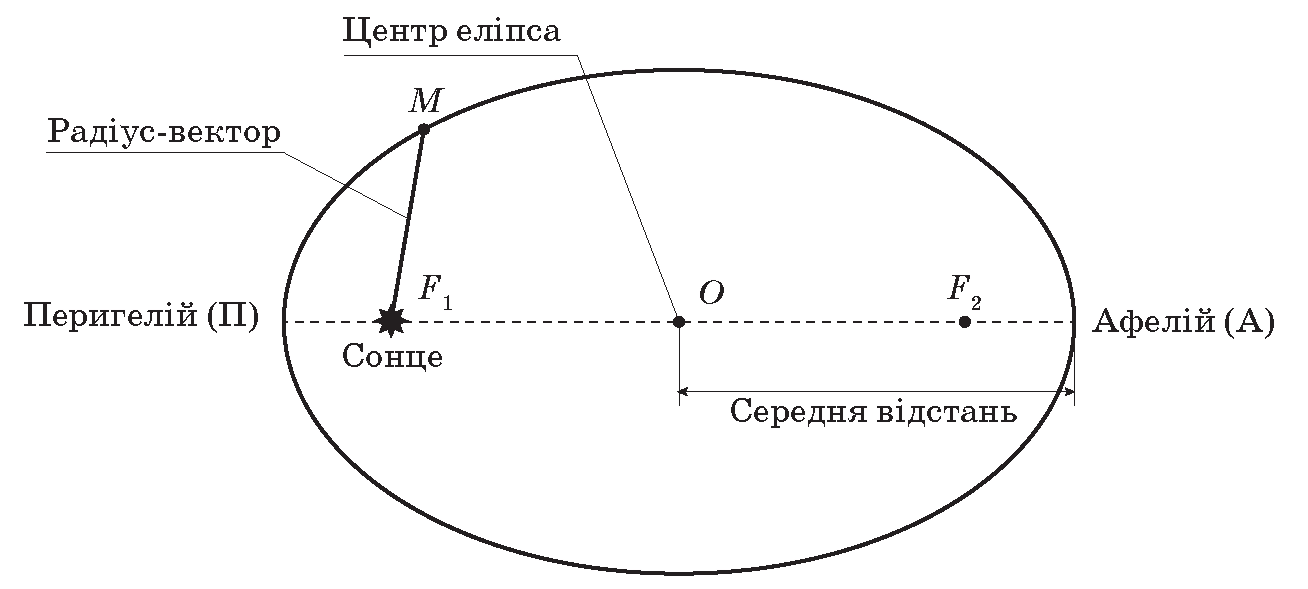 Центр еліпса
M
Радіус-вектор
F1
O
F2
Перигелій (П)
Афелій (А)
Сонце
Середня відстань